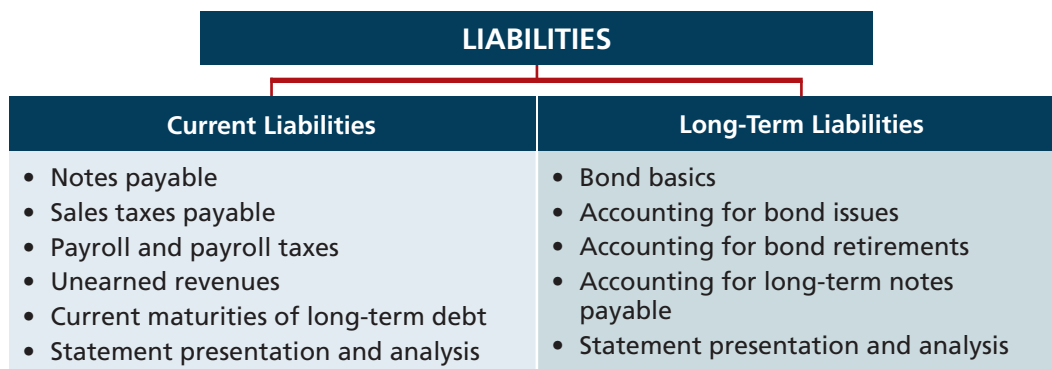 LIABILITIES
Current Liabilities
• Notes payable
• Sales taxes payable
• Payroll and payroll taxes
• Unearned revenues
• Current maturities of long-term debt
• Statement presentation and analysis
Long-Term Liabilities
• Bond basics
• Accounting for bond issues
• Accounting for bond retirements
• Accounting for long-term notes
payable
• Statement presentation and analysis